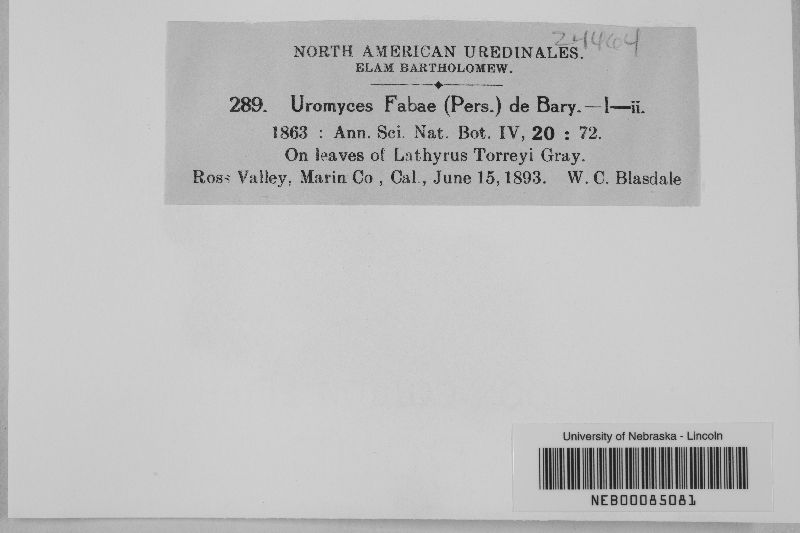 24464
NORTH AMERICAN UREDINALES.
ELAM BARTHOLOMEW.
289. Uromyces Fabae (Pers.) de Bary.—I—ii.
1863 : Ann. Sci. Nat. Bot. IV, 20 : 72.
On leaves of Lathyrus Torreyi Gray.
Ross Valley, Marin Co , Cal., June 15, 1893. W. C. Blasdale
University of Nebraska - Lincoln
NEB00085081